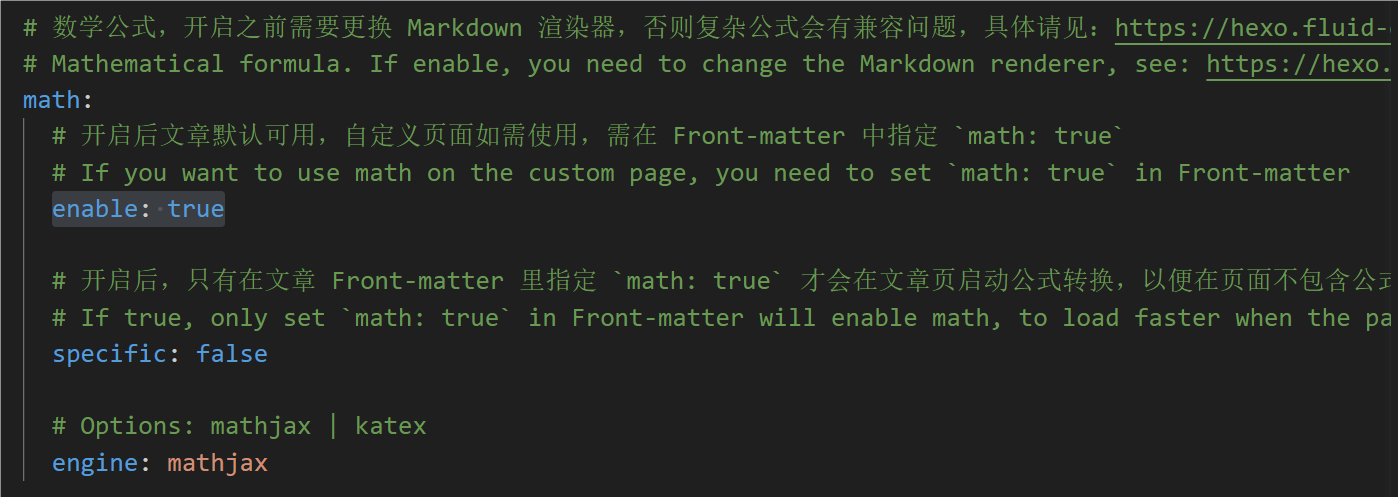 # 数学公式，开启之前需要更换 Markdown 渲染器，否则复杂公式会有兼容问题，具体请见：https://hexo.fluid-
# Mathematical formula. If enable, you need to change the Markdown renderer, see: https://hexo.
math:
# 开启后文章默认可用，自定义页面如需使用，需在 Front-matter 中指定 `math: true`
# If you want to use math on the custom page, you need to set `math: true` in Front-matter
enable: true
# 开启后，只有在文章 Front-matter 里指定 `math: true` 才会在文章页启动公式转换，以便在页面不包含公式
# If true, only set `math: true` in Front-matter will enable math, to load faster when the pa
specific: false
# Options: mathjax | katex
engine: mathjax